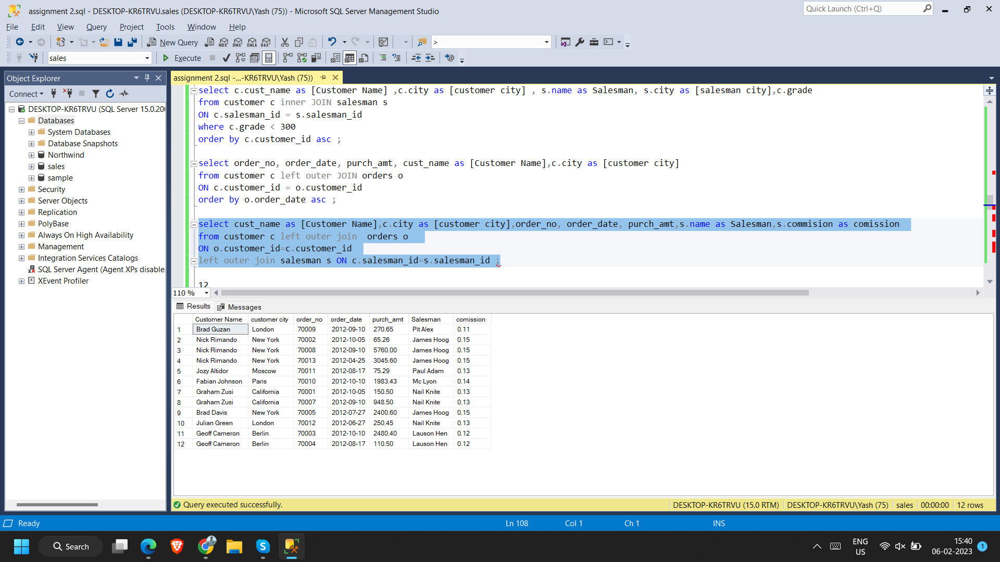 assignment 2.sql - DESKTOP-KR6TRVU.sales (DESKTOP-KR6TRVU\Yash (75)) - Microsoft SQL Server Management Studio
Quick Launch (Ctrl+Q)
File Edit View Query Project Tools Window Help
New Query MDX DMX XMLA DAX >
sales Execute
Object Explorer
assignment 2.sql -...-KR6TRVU\Yash (75))
Connect
DESKTOP-KR6TRVU (SQL Server 15.0.200
Databases
System Databases
Database Snapshots
Northwind
sales
sample
Security
Server Objects
Replication
PolyBase
Always On High Availability
Management
Integration Services Catalogs
SQL Server Agent (Agent XPs disable
XEvent Profiler
select c.cust_name as [Customer Name] ,c.city as [customer city] , s.name as Salesman, s.city as [salesman city],c.grade
from customer c inner JOIN salesman s
ON c.salesman_id = s.salesman_id
where c.grade < 300
order by c.customer_id asc ;
select order_no, order_date, purch_amt, cust_name as [Customer Name],c.city as [customer city]
from customer c left outer JOIN orders o
ON c.customer_id = o.customer_id
order by o.order_date asc ;
select cust_name as [Customer Name],c.city as [customer city],order_no, order_date, purch_amt,s.name as Salesman,s.commision as comission
from customer c left outer join  orders o
ON o.customer_id=c.customer_id
left outer join salesman s ON c.salesman_id=s.salesman_id ;
12
110 %
Results Messages
Customer Name customer city order_no order_date purch_amt Salesman comission
1 Brad Guzan London 70009 2012-09-10 270.65 Pit Alex 0.11
2 Nick Rimando New York 70002 2012-10-05 65.26 James Hoog 0.15
3 Nick Rimando New York 70008 2012-09-10 5760.00 James Hoog 0.15
4 Nick Rimando New York 70013 2012-04-25 3045.60 James Hoog 0.15
5 Jozy Altidor Moscow 70011 2012-08-17 75.29 Paul Adam 0.13
6 Fabian Johnson Paris 70010 2012-10-10 1983.43 Mc Lyon 0.14
7 Graham Zusi California 70001 2012-10-05 150.50 Nail Knite 0.13
8 Graham Zusi California 70007 2012-09-10 948.50 Nail Knite 0.13
9 Brad Davis New York 70005 2012-07-27 2400.60 James Hoog 0.15
10 Julian Green London 70012 2012-06-27 250.45 Nail Knite 0.13
11 Geoff Cameron Berlin 70003 2012-10-10 2480.40 Lauson Hen 0.12
12 Geoff Cameron Berlin 70004 2012-08-17 110.50 Lauson Hen 0.12
Query executed successfully. DESKTOP-KR6TRVU (15.0 RTM) DESKTOP-KR6TRVU\Yash (75) sales 00:00:00 12 rows
Ready Ln 108 Col 1 Ch 1 INS
Search
ENG
US
15:40
06-02-2023
1